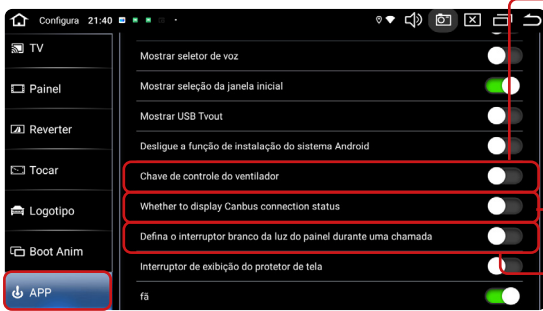 Configura 21:40
TV
Painel
Reverter
Tocar
Logotipo
Boot Anim
APP
Mostrar seletor de voz
Mostrar seleção da janela inicial
Mostrar USB Tvout
Desligue a função de instalação do sistema Android
Chave de controle do ventilador
Whether to display Canbus connection status
Defina o interruptor branco da luz do painel durante uma chamada
Interruptor de exibição do protetor de tela
fã